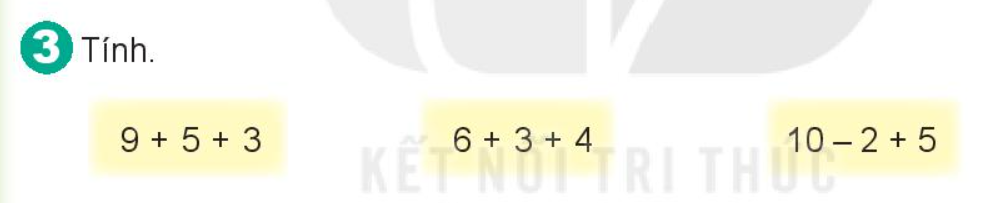 3 Tính.
9 + 5 + 3 6 + 3 + 4 10 – 2 + 5
KẾT NỐI TRI THỨC